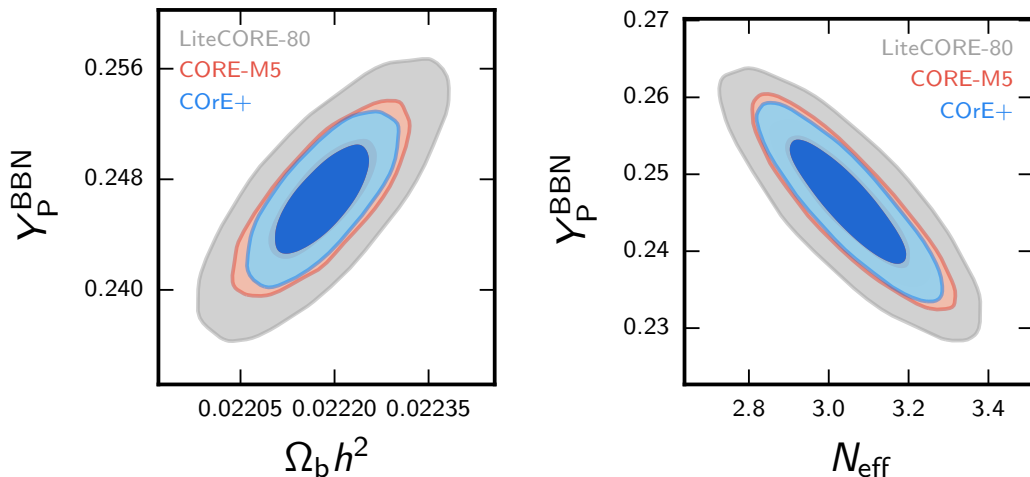 LiteCORE-80
CORE-M5
COrE+
0.256
0.248
0.240
Y_P^BBN
0.02205 0.02220 0.02235
Ω_b h²
LiteCORE-80
CORE-M5
COrE+
0.27
0.26
0.25
0.24
0.23
Y_P^BBN
2.8 3.0 3.2 3.4
N_eff